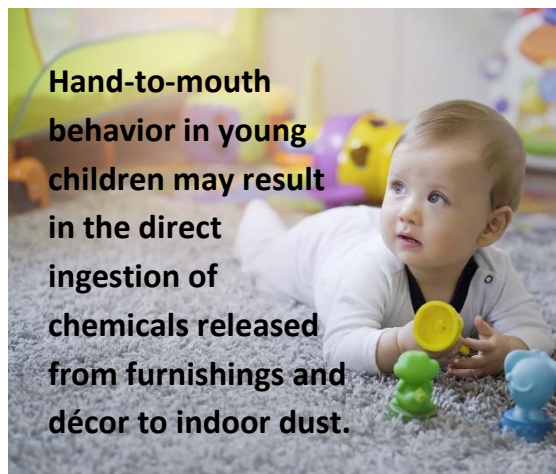 Hand-to-mouth
behavior in young
children may result
in the direct
ingestion of
chemicals released
from furnishings and
décor to indoor dust.